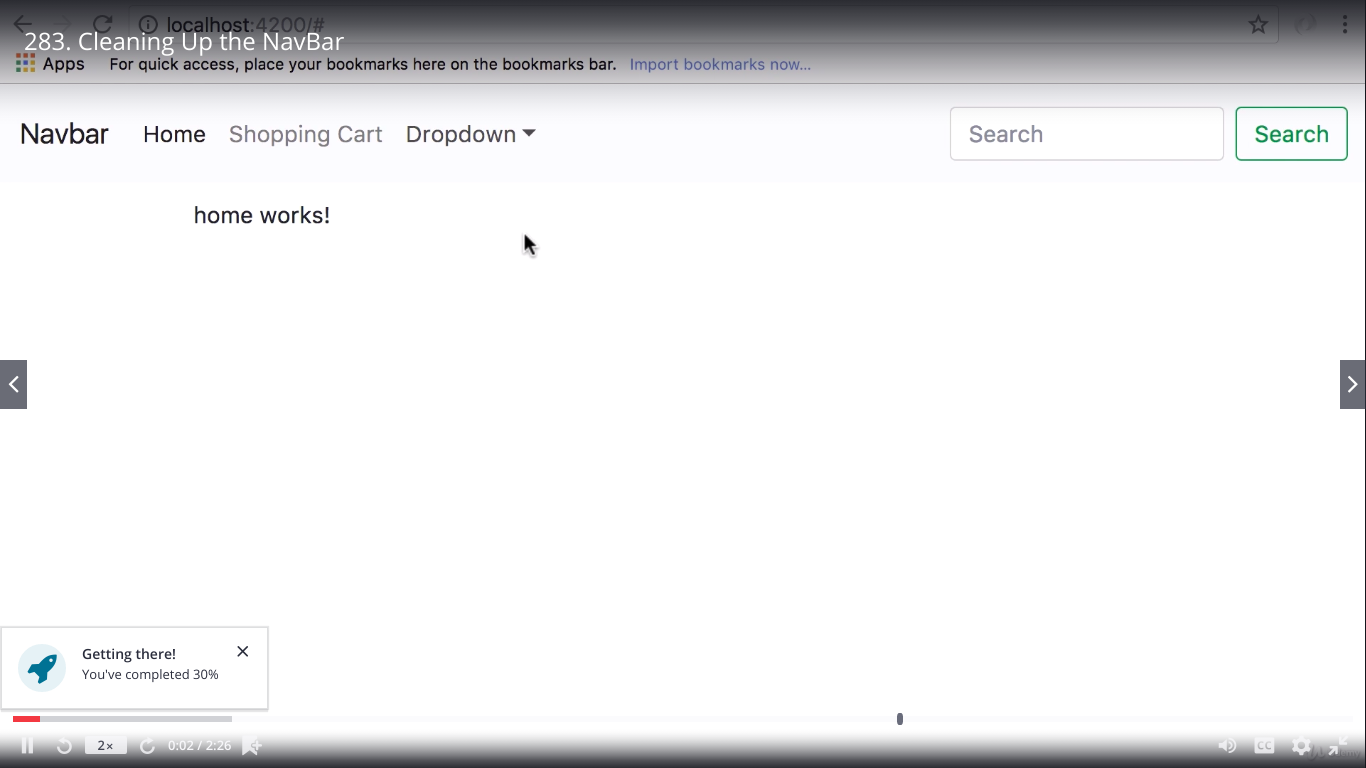 localhost:4200/#
283. Cleaning Up the NavBar
Apps For quick access, place your bookmarks here on the bookmarks bar. Import bookmarks now...
Navbar Home Shopping Cart Dropdown Search Search
home works!
Getting there!
You've completed 30%
2x 0:02 / 2:26 CC